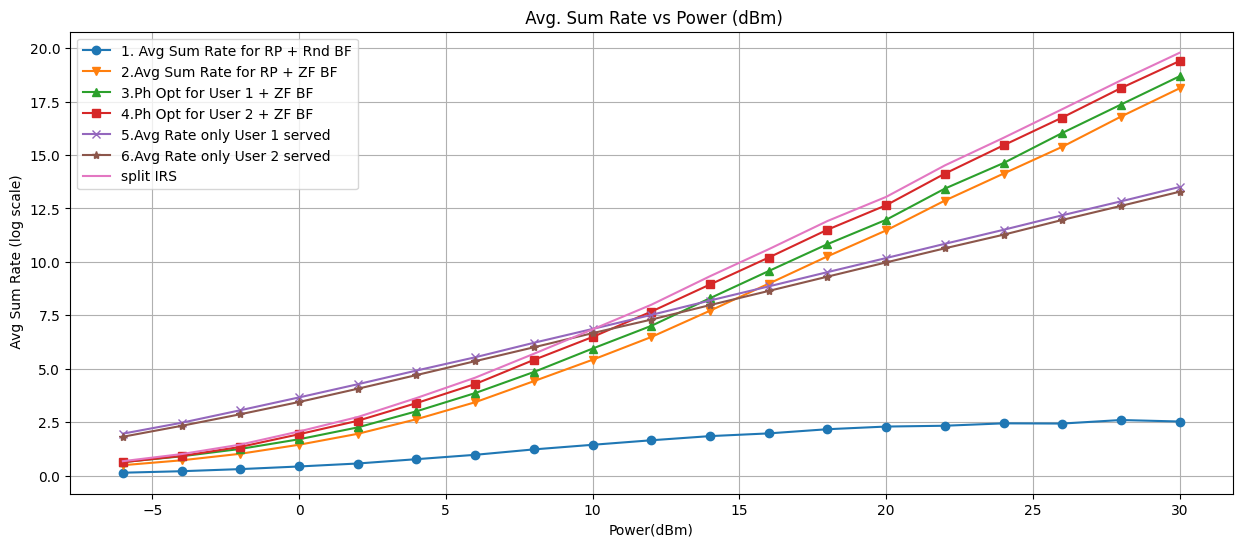 Avg. Sum Rate vs Power (dBm)
20.0
17.5
15.0
12.5
10.0
7.5
5.0
2.5
0.0
Avg Sum Rate (log scale)
1. Avg Sum Rate for RP + Rnd BF
2.Avg Sum Rate for RP + ZF BF
3.Ph Opt for User 1 + ZF BF
4.Ph Opt for User 2 + ZF BF
5.Avg Rate only User 1 served
6.Avg Rate only User 2 served
split IRS
−5 0 5 10 15 20 25 30
Power(dBm)